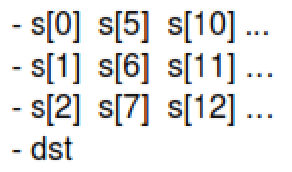 - s[0] s[5] s[10] ...
- s[1] s[6] s[11] ...
- s[2] s[7] s[12] ...
- dst